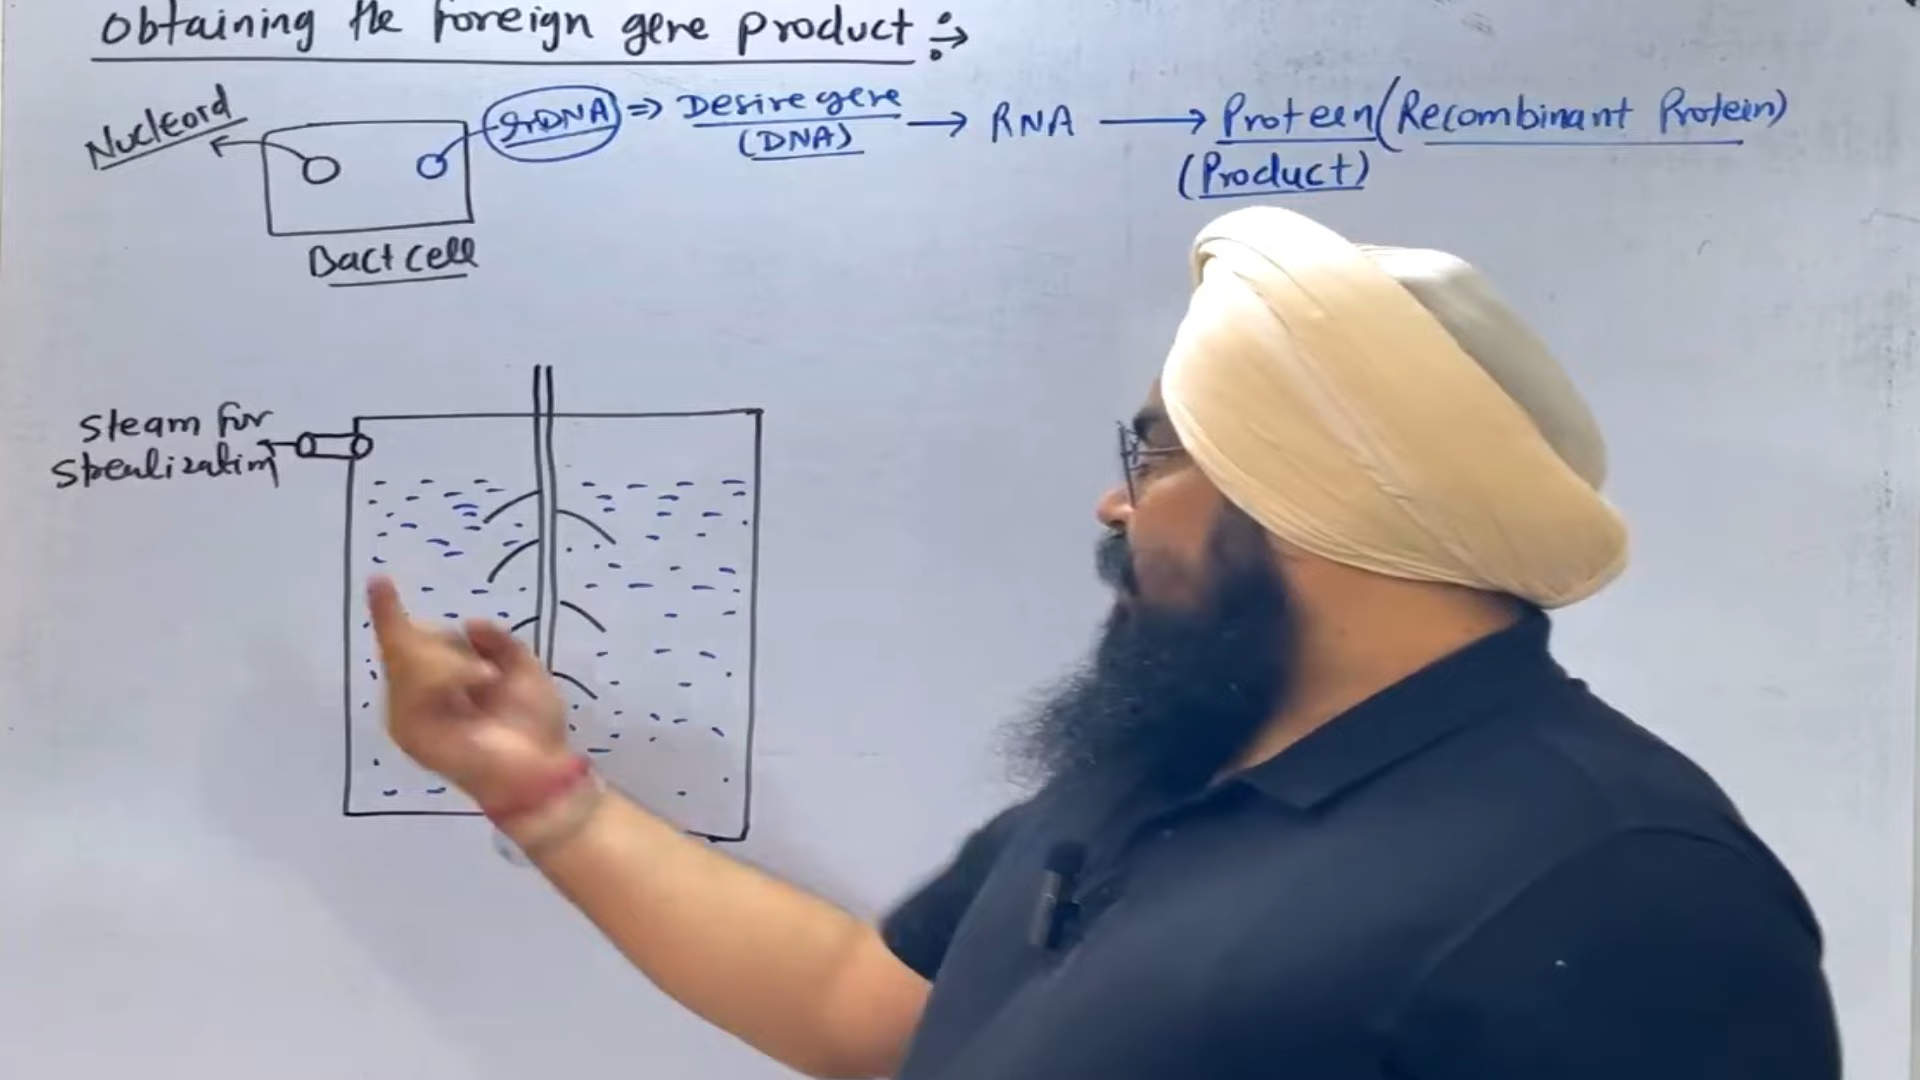 Obtaining the foreign gene product :→
Nucleoid
rDNA ⇒ Desire gene → RNA → Protein (Recombinant Protein)
(DNA)
(Product)
Bact cell
Steam for
Sterilization